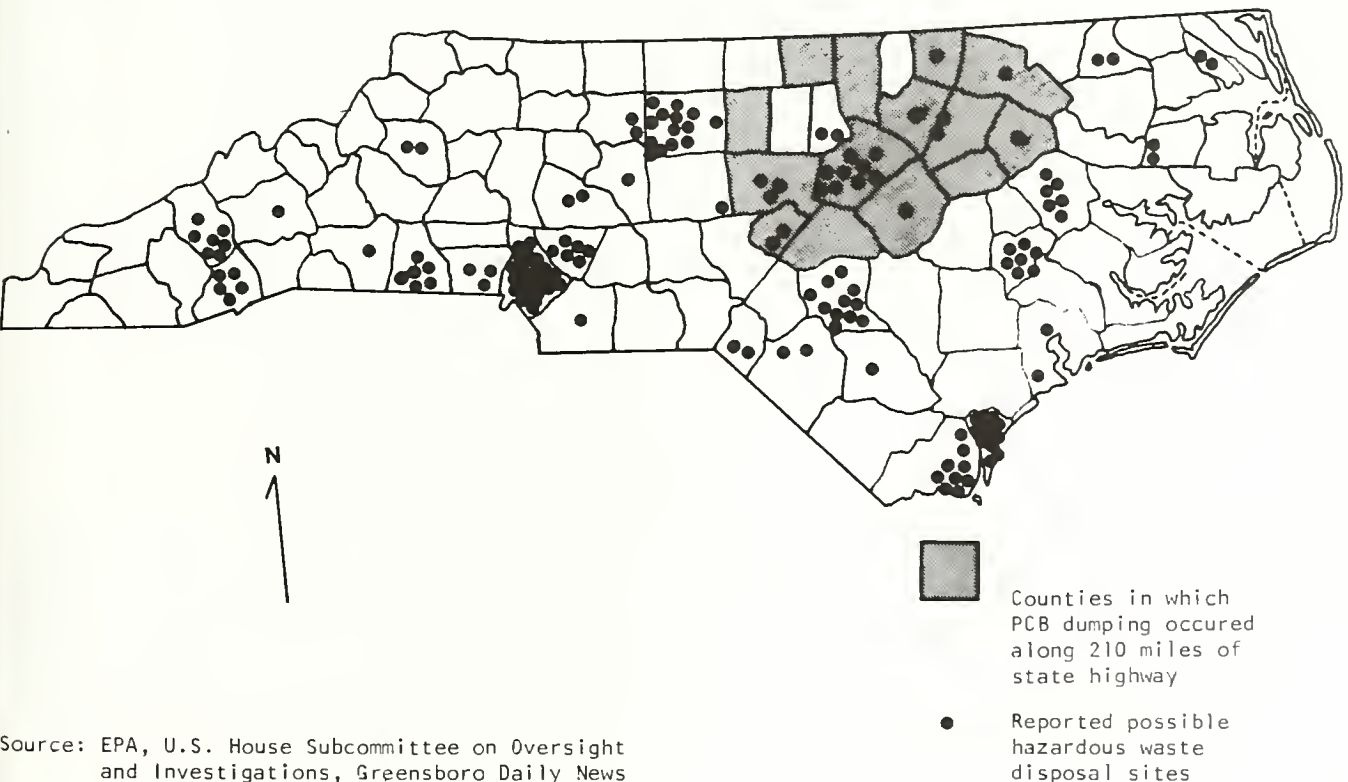 N
Counties in which
PCB dumping occured
along 210 miles of
state highway
Reported possible
hazardous waste
disposal sites
Source: EPA, U.S. House Subcommittee on Oversight
and Investigations, Greensboro Daily News